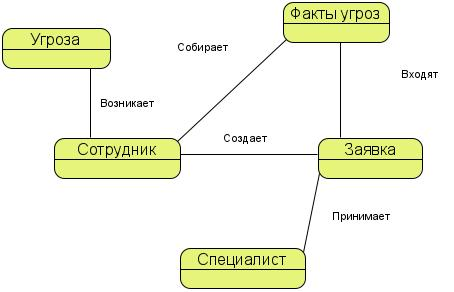 Факты угроз
Угроза
Собирает
Входят
Возникает
Создает
Сотрудник
Заявка
Принимает
Специалист